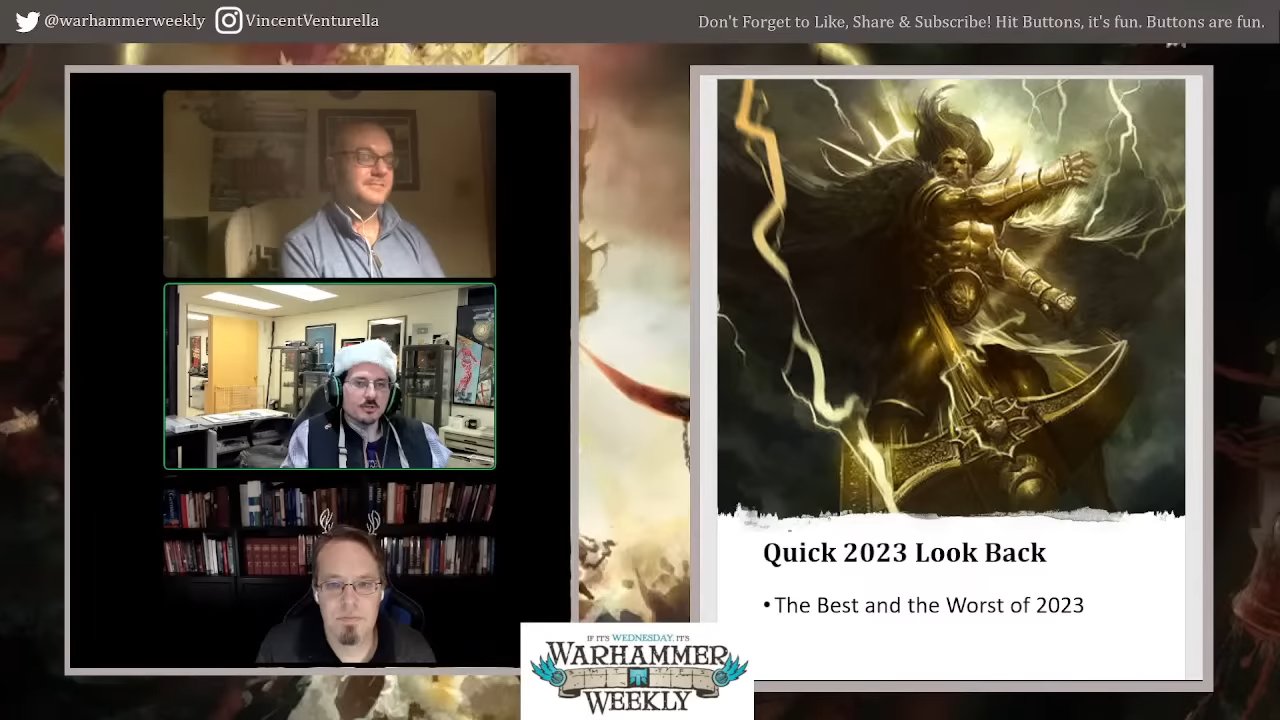 @warhammerweekly VincentVenturella
Don't Forget to Like, Share & Subscribe! Hit Buttons, it's fun. Buttons are fun.
Quick 2023 Look Back
• The Best and the Worst of 2023
IF IT'S WEDNESDAY, IT'S
WARHAMMER
WEEKLY